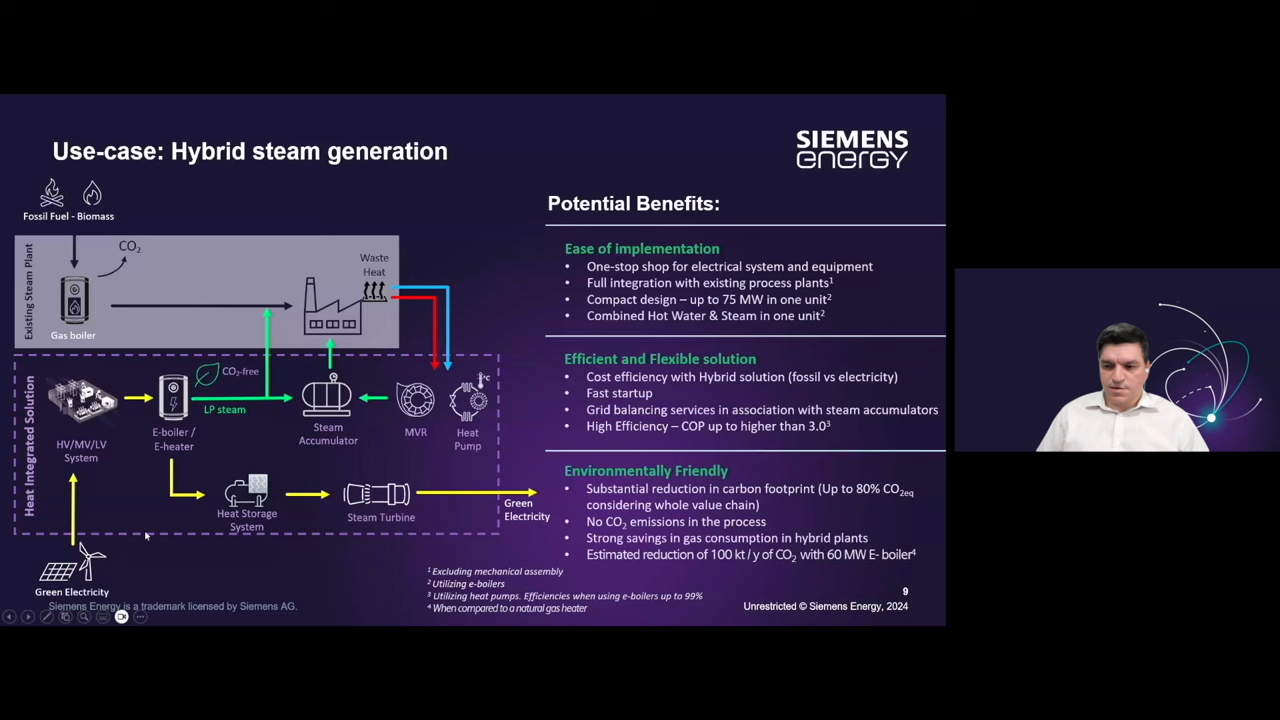 Use-case: Hybrid steam generation
SIEMENS
energy
Fossil Fuel - Biomass
Existing Steam Plant
CO2
Gas boiler
Waste
Heat
Heat Integrated Solution
HV/MV/LV
System
E-boiler /
E-heater
CO2-free
LP steam
Steam
Accumulator
MVR
Heat
Pump
°C
Heat Storage
System
Steam Turbine
Green
Electricity
Green Electricity
Siemens Energy is a trademark licensed by Siemens AG.
Potential Benefits:
Ease of implementation
• One-stop shop for electrical system and equipment
• Full integration with existing process plants1
• Compact design – up to 75 MW in one unit2
• Combined Hot Water & Steam in one unit2
Efficient and Flexible solution
• Cost efficiency with Hybrid solution (fossil vs electricity)
• Fast startup
• Grid balancing services in association with steam accumulators
• High Efficiency – COP up to higher than 3.03
Environmentally Friendly
• Substantial reduction in carbon footprint (Up to 80% CO2eq
considering whole value chain)
• No CO2 emissions in the process
• Strong savings in gas consumption in hybrid plants
• Estimated reduction of 100 kt / y of CO2 with 60 MW E- boiler4
1 Excluding mechanical assembly
2 Utilizing e-boilers
3 Utilizing heat pumps. Efficiencies when using e-boilers up to 99%
4 When compared to a natural gas heater
9
Unrestricted © Siemens Energy, 2024